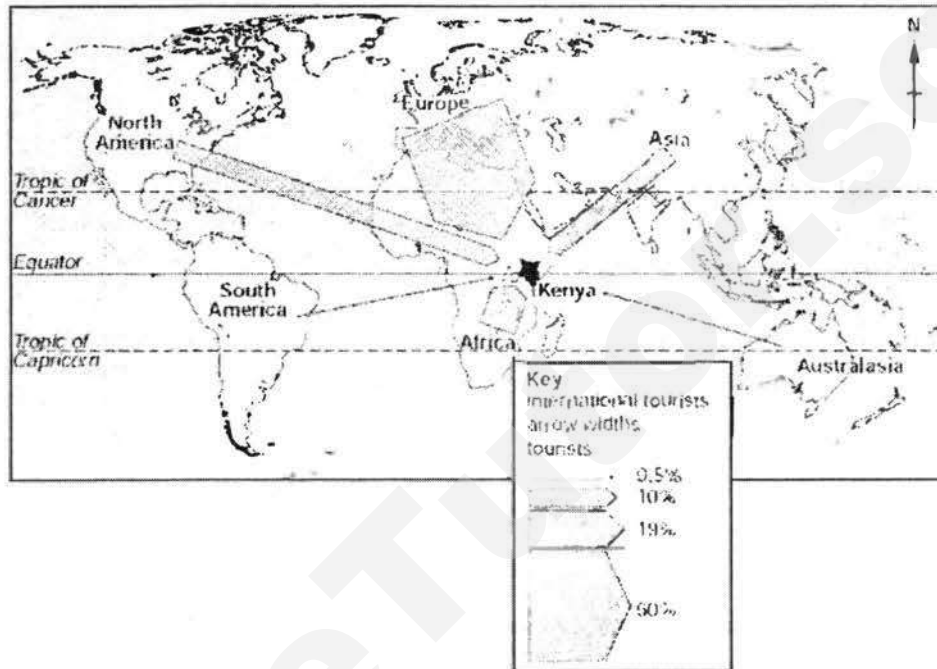 N
Europe
North
America
Asia
Tropic of
Cancer
Equator
South
America
Kenya
Tropic of
Capricorn
Africa
Australasia
Key
international tourists
arrow widths
tourists
0.5%
10%
19%
60%